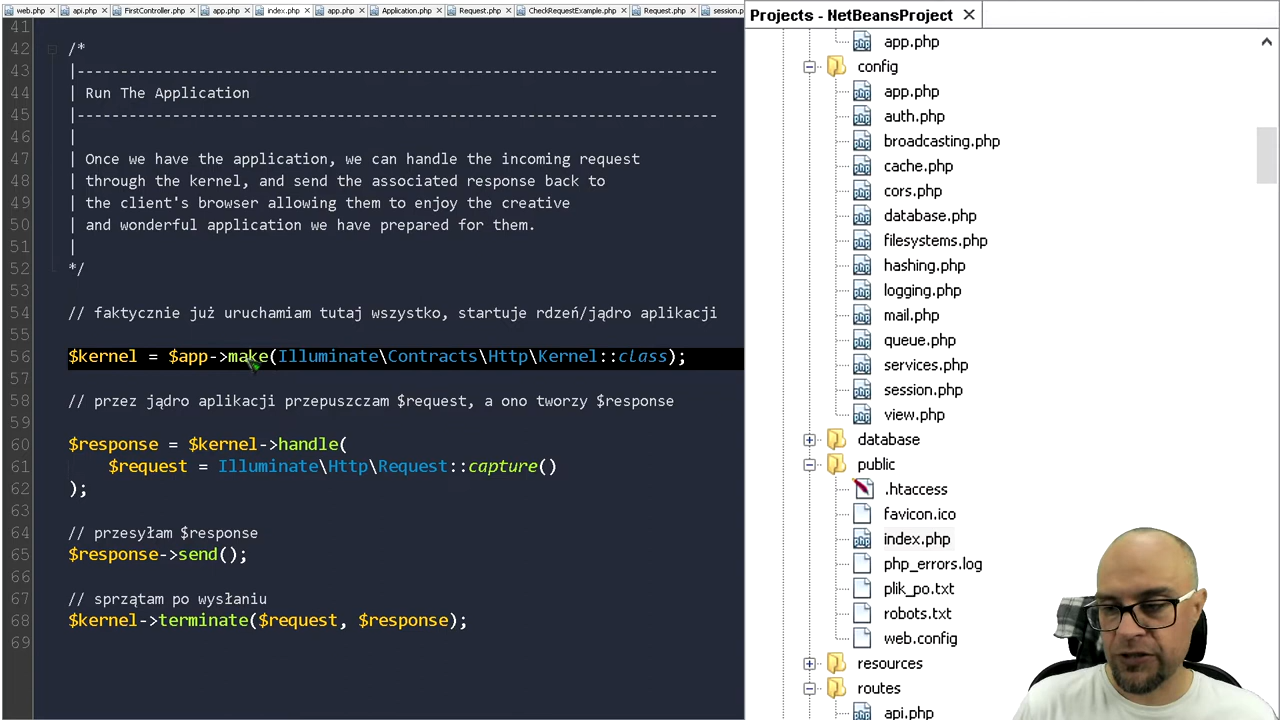 web.php
api.php
FirstController.php
app.php
index.php
app.php
Application.php
Request.php
CheckRequestExample.php
Request.php
session.p
41
42 /*
43 |-------------------------------------------------------------------------
44 | Run The Application
45 |-------------------------------------------------------------------------
46 |
47 | Once we have the application, we can handle the incoming request
48 | through the kernel, and send the associated response back to
49 | the client's browser allowing them to enjoy the creative
50 | and wonderful application we have prepared for them.
51 |
52 */
53
54 // faktycznie już uruchamiam tutaj wszystko, startuje rdzeń/jądro aplikacji
55
56 $kernel = $app->make(Illuminate\Contracts\Http\Kernel::class);
57
58 // przez jądro aplikacji przepuszczam $request, a ono tworzy $response
59
60 $response = $kernel->handle(
61 $request = Illuminate\Http\Request::capture()
62 );
63
64 // przesyłam $response
65 $response->send();
66
67 // sprzątam po wysłaniu
68 $kernel->terminate($request, $response);
69
Projects - NetBeansProject
app.php
config
app.php
auth.php
broadcasting.php
cache.php
cors.php
database.php
filesystems.php
hashing.php
logging.php
mail.php
queue.php
services.php
session.php
view.php
database
public
.htaccess
favicon.ico
index.php
php_errors.log
plik_po.txt
robots.txt
web.config
resources
routes
api.php